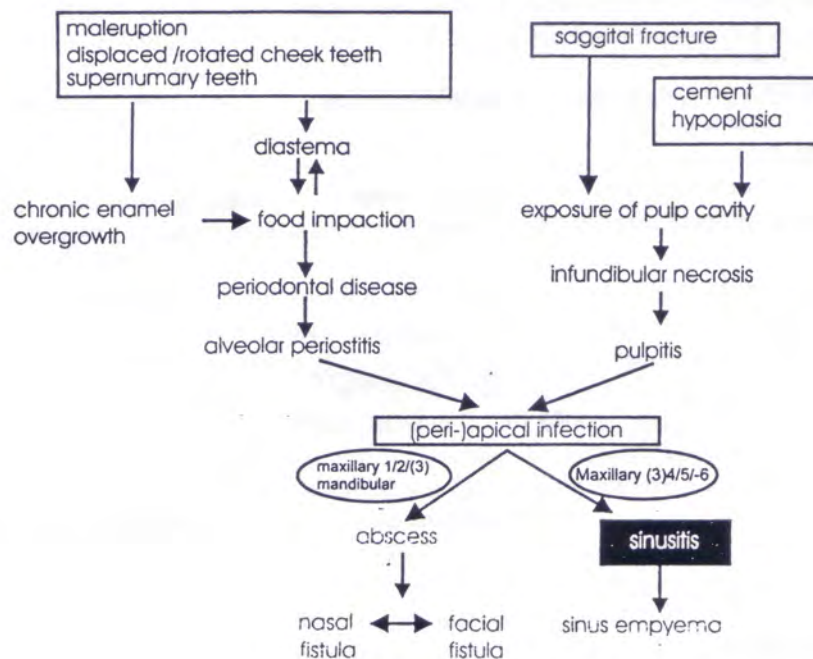 maleruption
displaced /rotated cheek teeth
supernumary teeth
saggital fracture
cement
hypoplasia
diastema
chronic enamel
overgrowth
food impaction
exposure of pulp cavity
periodontal disease
infundibular necrosis
alveolar periostitis
pulpitis
(peri-)apical infection
maxillary 1/2/(3)
mandibular
Maxillary (3)4/5/-6
abscess
sinusitis
nasal
fistula
facial
fistula
sinus empyema